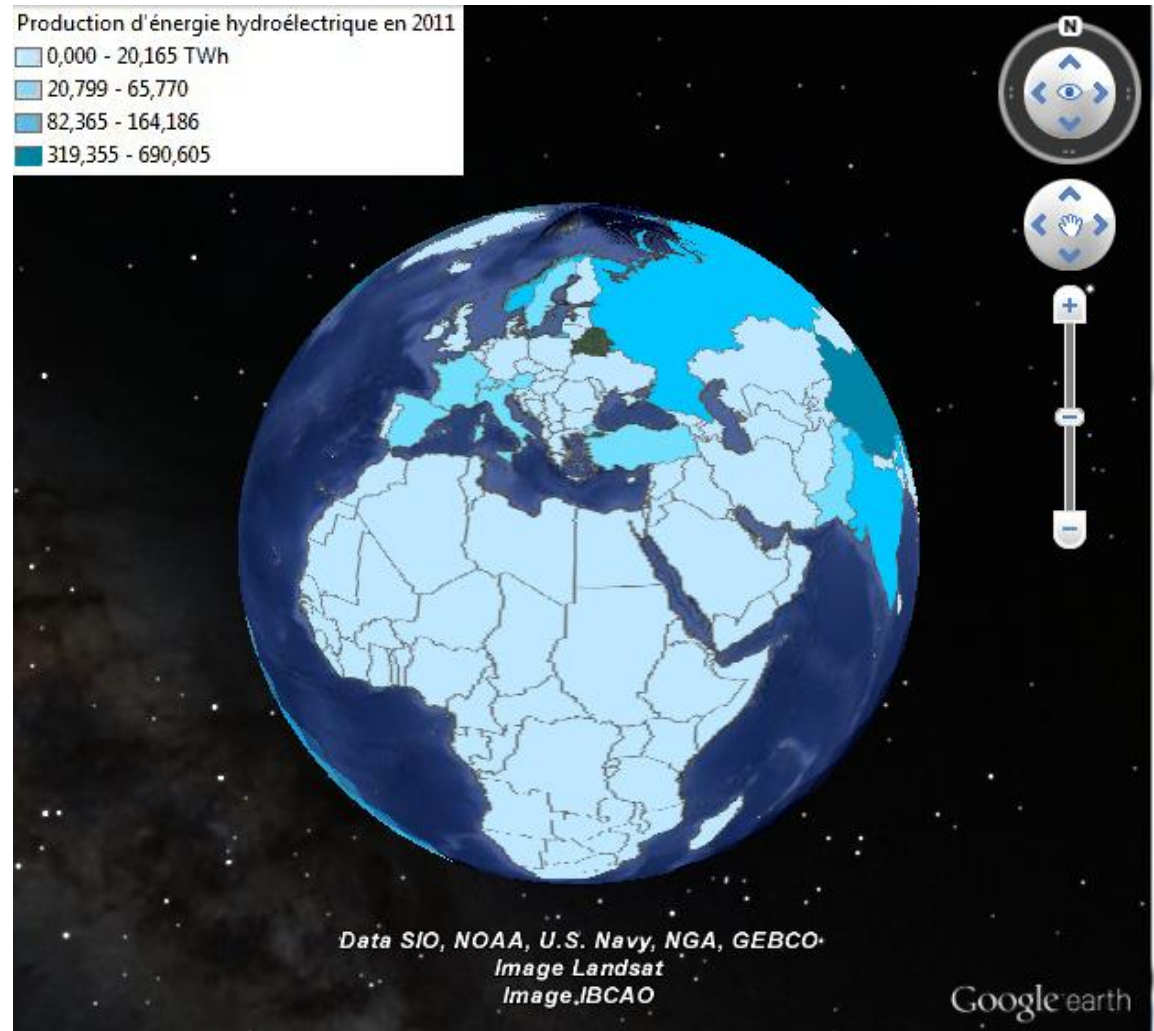 Production d'énergie hydroélectrique en 2011
0,000 - 20,165 TWh
20,799 - 65,770
82,365 - 164,186
319,355 - 690,605
N
Data SIO, NOAA, U.S. Navy, NGA, GEBCO
Image Landsat
Image IBCAO
Google earth